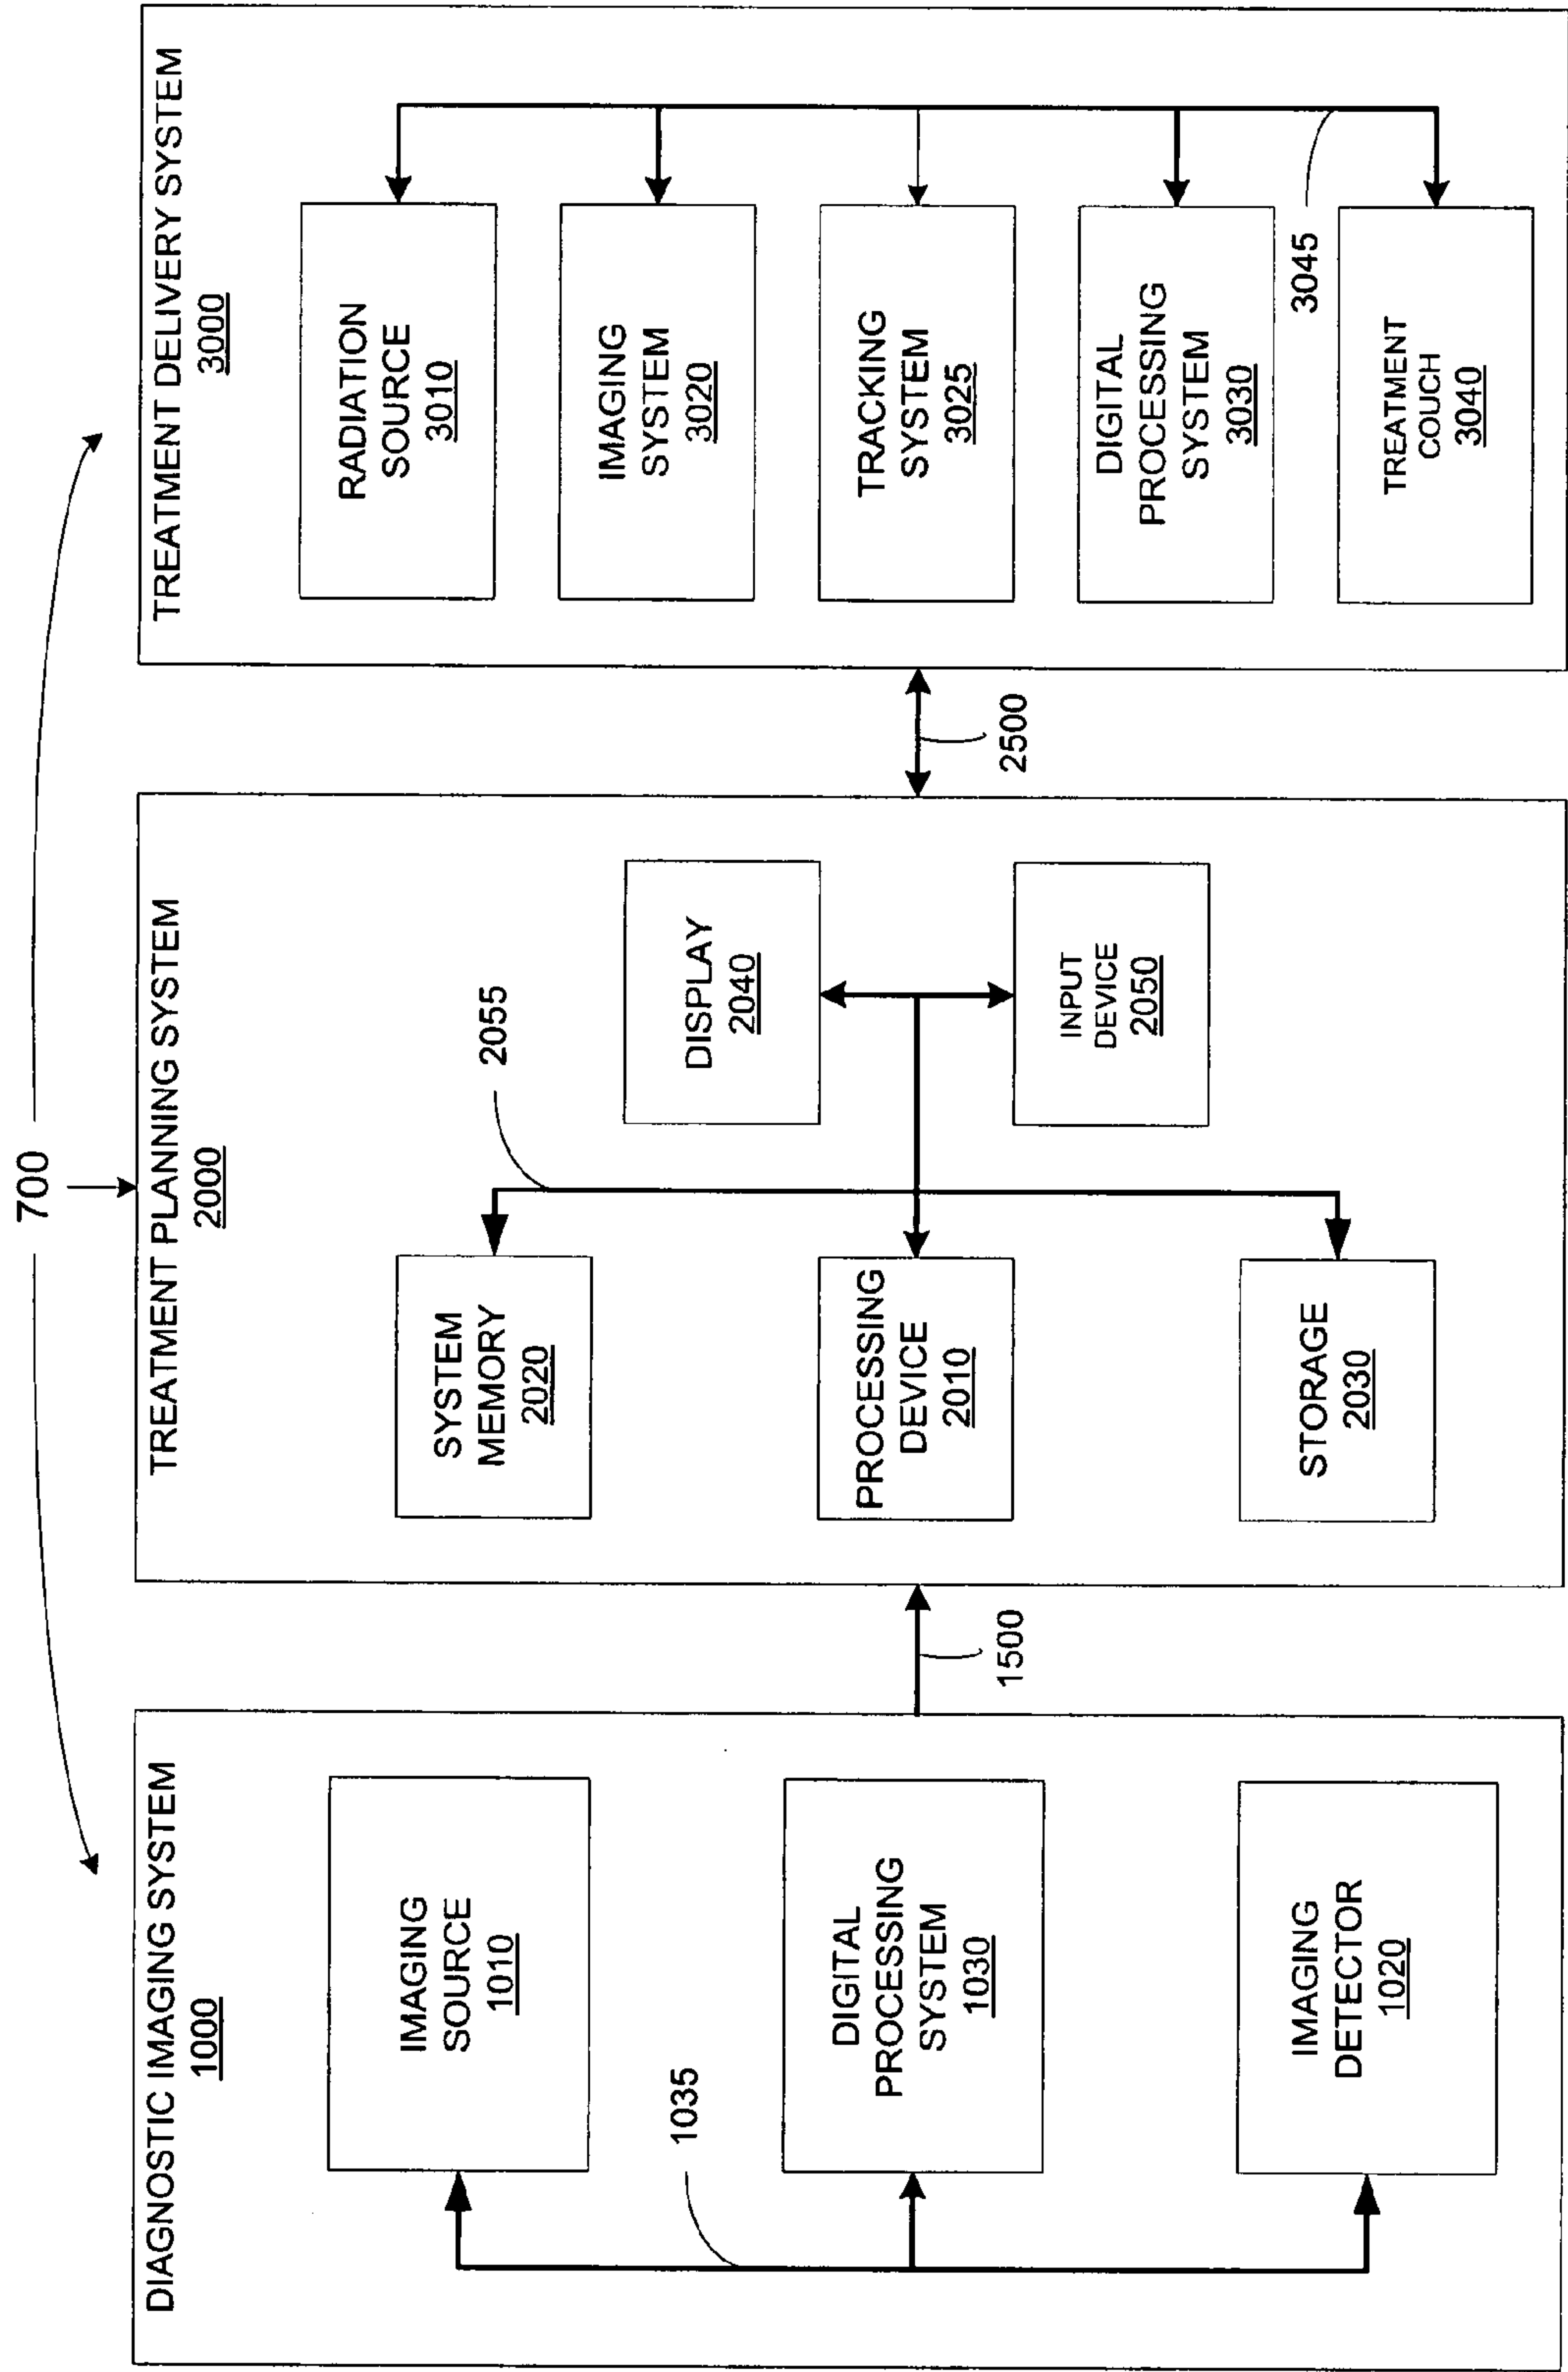 700
DIAGNOSTIC IMAGING SYSTEM
1000
IMAGING
SOURCE
1010
1035
DIGITAL
PROCESSING
SYSTEM
1030
IMAGING
DETECTOR
1020
1500
TREATMENT PLANNING SYSTEM
2000
2055
SYSTEM
MEMORY
2020
PROCESSING
DEVICE
2010
STORAGE
2030
DISPLAY
2040
INPUT
DEVICE
2050
2500
TREATMENT DELIVERY SYSTEM
3000
RADIATION
SOURCE
3010
IMAGING
SYSTEM
3020
TRACKING
SYSTEM
3025
DIGITAL
PROCESSING
SYSTEM
3030
3045
TREATMENT
COUCH
3040